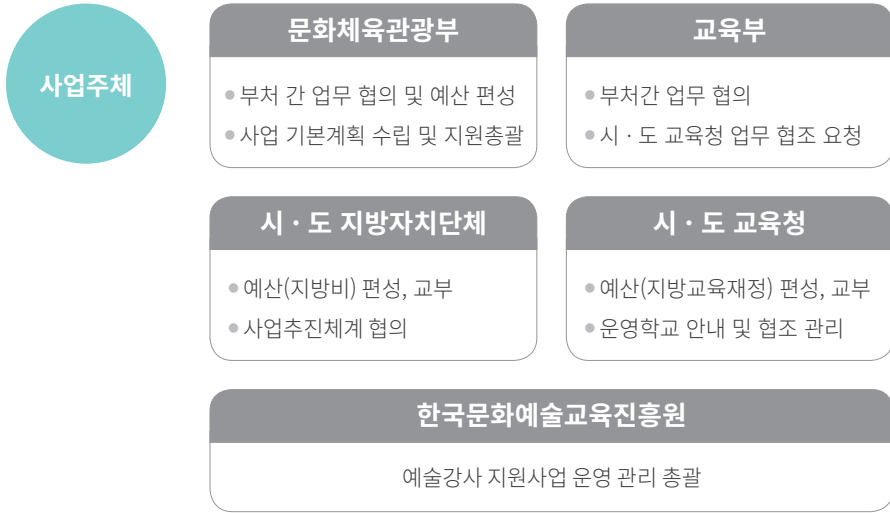 사업주체
문화체육관광부
● 부처 간 업무 협의 및 예산 편성
● 사업 기본계획 수립 및 지원총괄
교육부
● 부처간 업무 협의
● 시 · 도 교육청 업무 협조 요청
시 · 도 지방자치단체
● 예산(지방비) 편성, 교부
● 사업추진체계 협의
시 · 도 교육청
● 예산(지방교육재정) 편성, 교부
● 운영학교 안내 및 협조 관리
한국문화예술교육진흥원
예술강사 지원사업 운영 관리 총괄